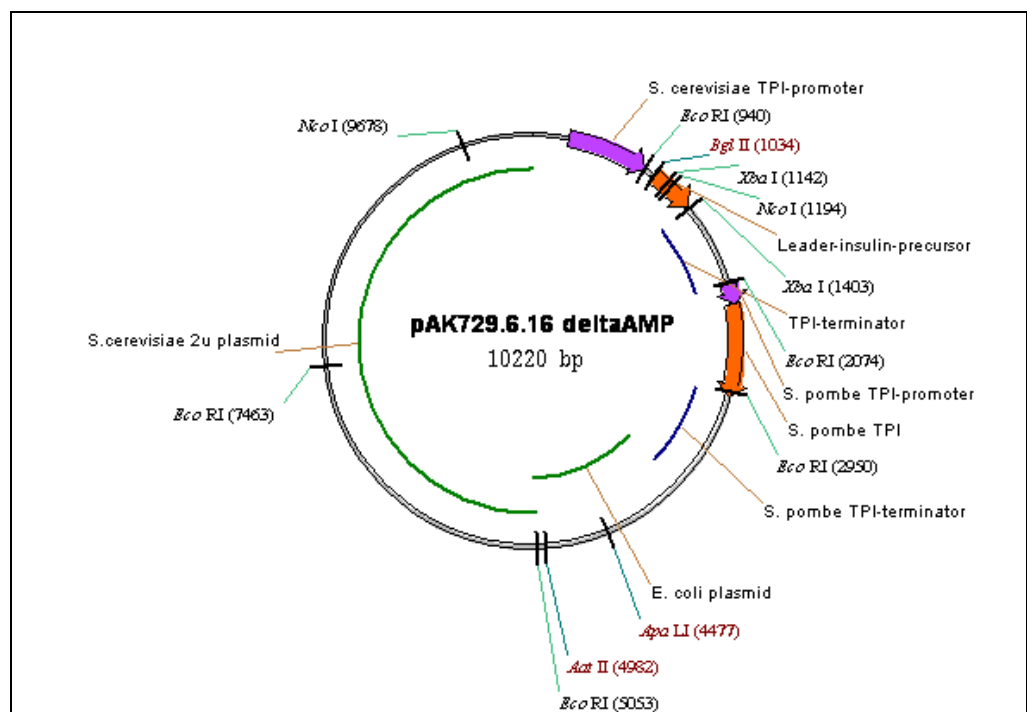 S. cerevisiae TPI-promoter
Eco RI (940)
Nco I (9678)
Bgl II (1034)
Xba I (1142)
Nco I (1194)
Leader-insulin-precursor
Xba I (1403)
pAK729.6.16 deltaAMP
TPI-terminator
10220 bp
S.cerevisiae 2u plasmid
Eco RI (2074)
S. pombe TPI-promoter
Eco RI (7463)
S. pombe TPI
Eco RI (2950)
S. pombe TPI-terminator
E. coli plasmid
Apa LI (4477)
Aat II (4982)
Eco RI (5053)